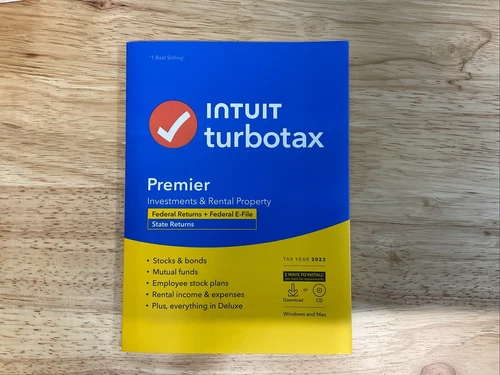 #1 Best Selling*
INTUIT
turbotax
Premier
Investments & Rental Property
Federal Returns + Federal E-File
State Returns
• Stocks & bonds
• Mutual funds
• Employee stock plans
• Rental income & expenses
• Plus, everything in Deluxe
TAX YEAR 2023
2 WAYS TO INSTALL:
Download or CD
Windows and Mac